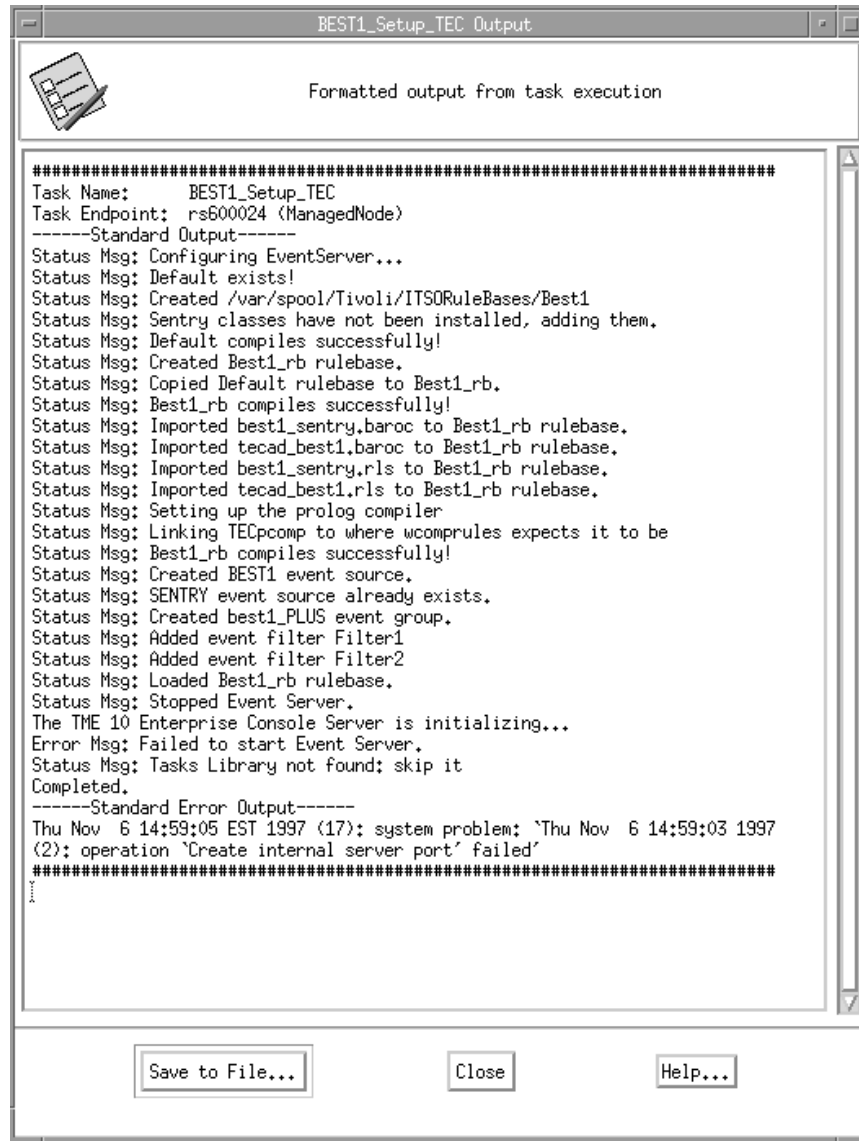 BEST1_Setup_TEC Output
Formatted output from task execution
############################################################################
Task Name:      BEST1_Setup_TEC
Task Endpoint:  rs600024 (ManagedNode)
------Standard Output------
Status Msg: Configuring EventServer...
Status Msg: Default exists!
Status Msg: Created /var/spool/Tivoli/ITSORuleBases/Best1
Status Msg: Sentry classes have not been installed, adding them.
Status Msg: Default compiles successfully!
Status Msg: Created Best1_rb rulebase.
Status Msg: Copied Default rulebase to Best1_rb.
Status Msg: Best1_rb compiles successfully!
Status Msg: Imported best1_sentry.baroc to Best1_rb rulebase.
Status Msg: Imported tecad_best1.baroc to Best1_rb rulebase.
Status Msg: Imported best1_sentry.rls to Best1_rb rulebase.
Status Msg: Imported tecad_best1.rls to Best1_rb rulebase.
Status Msg: Setting up the prolog compiler
Status Msg: Linking TECpcomp to where wcomprules expects it to be
Status Msg: Best1_rb compiles successfully!
Status Msg: Created BEST1 event source.
Status Msg: SENTRY event source already exists.
Status Msg: Created best1_PLUS event group.
Status Msg: Added event filter Filter1
Status Msg: Added event filter Filter2
Status Msg: Loaded Best1_rb rulebase.
Status Msg: Stopped Event Server.
The TME 10 Enterprise Console Server is initializing...
Error Msg: Failed to start Event Server.
Status Msg: Tasks Library not found: skip it
Completed.
------Standard Error Output------
Thu Nov  6 14:59:05 EST 1997 (17): system problem: `Thu Nov  6 14:59:03 1997
(2): operation `Create internal server port' failed'
############################################################################
Save to File... Close Help...